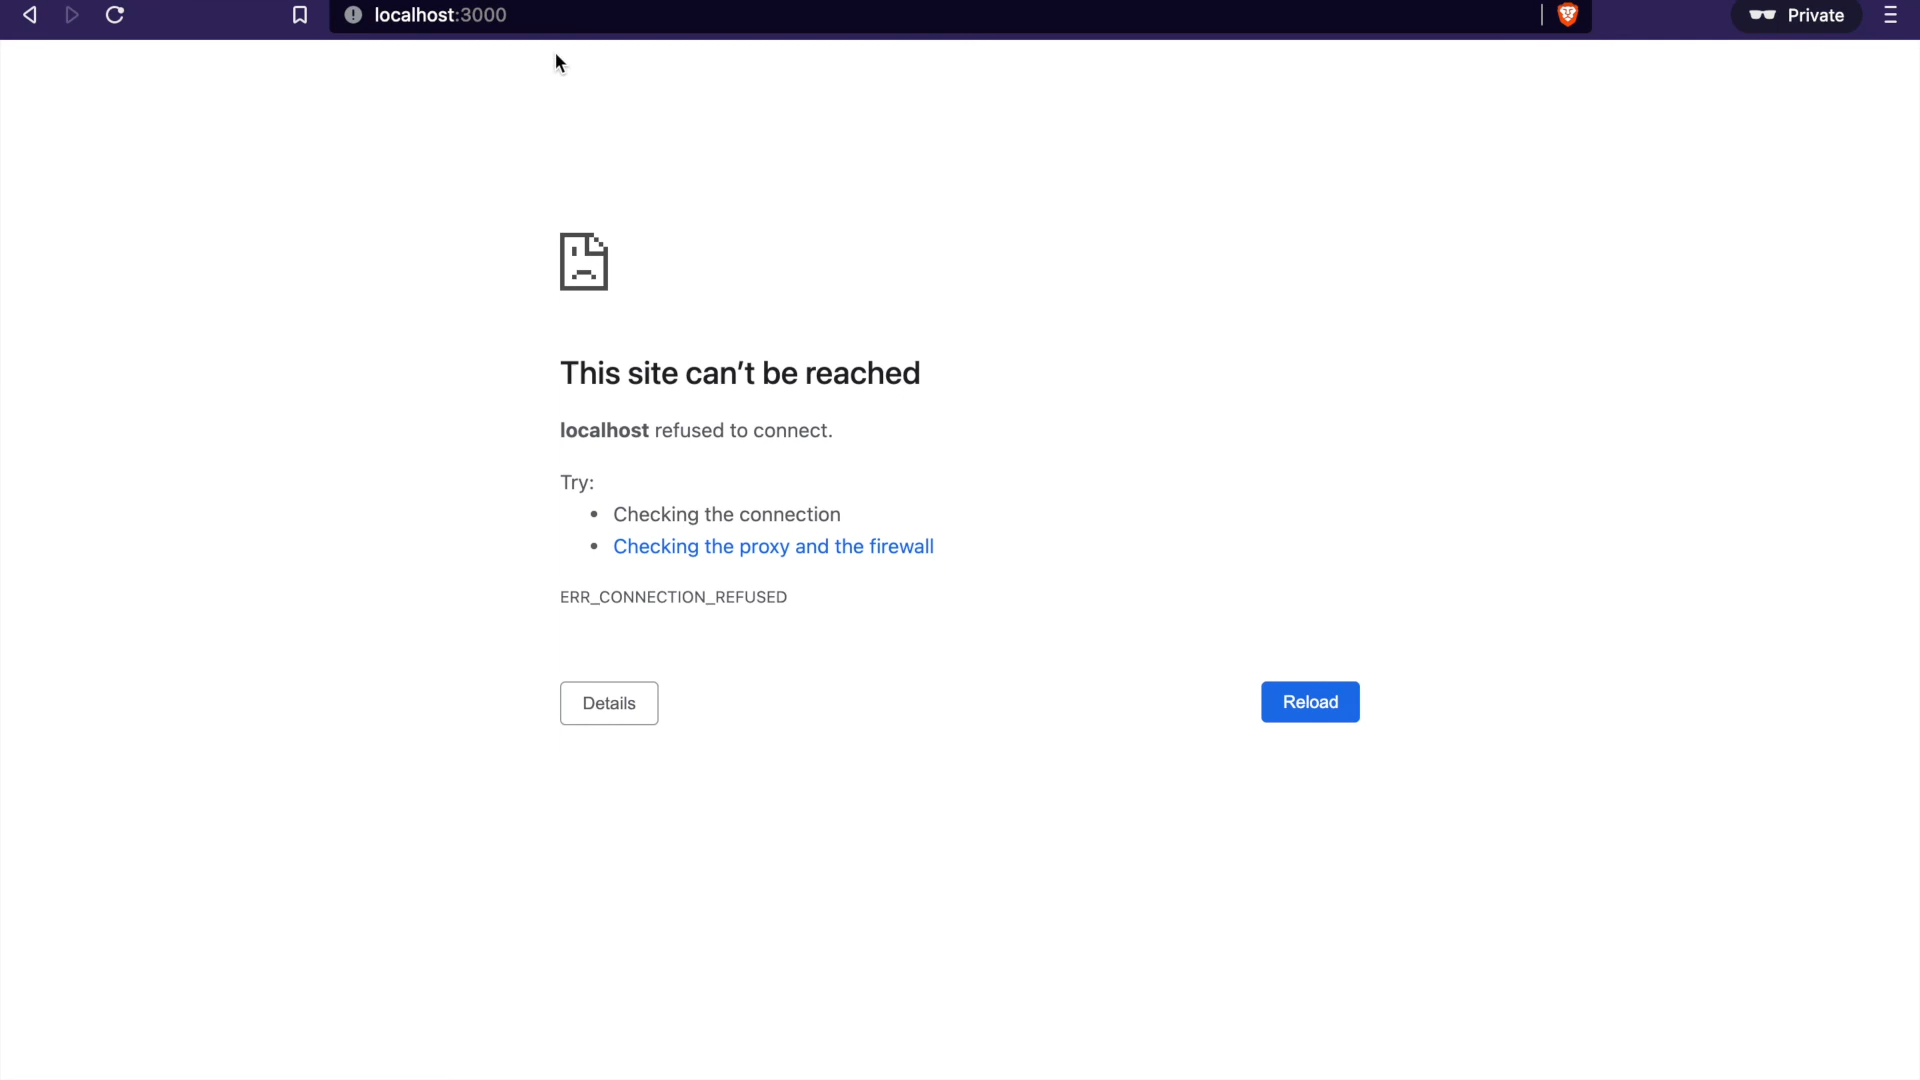 localhost:3000
Private
This site can’t be reached
localhost refused to connect.
Try:
• Checking the connection
• Checking the proxy and the firewall
ERR_CONNECTION_REFUSED
Details
Reload